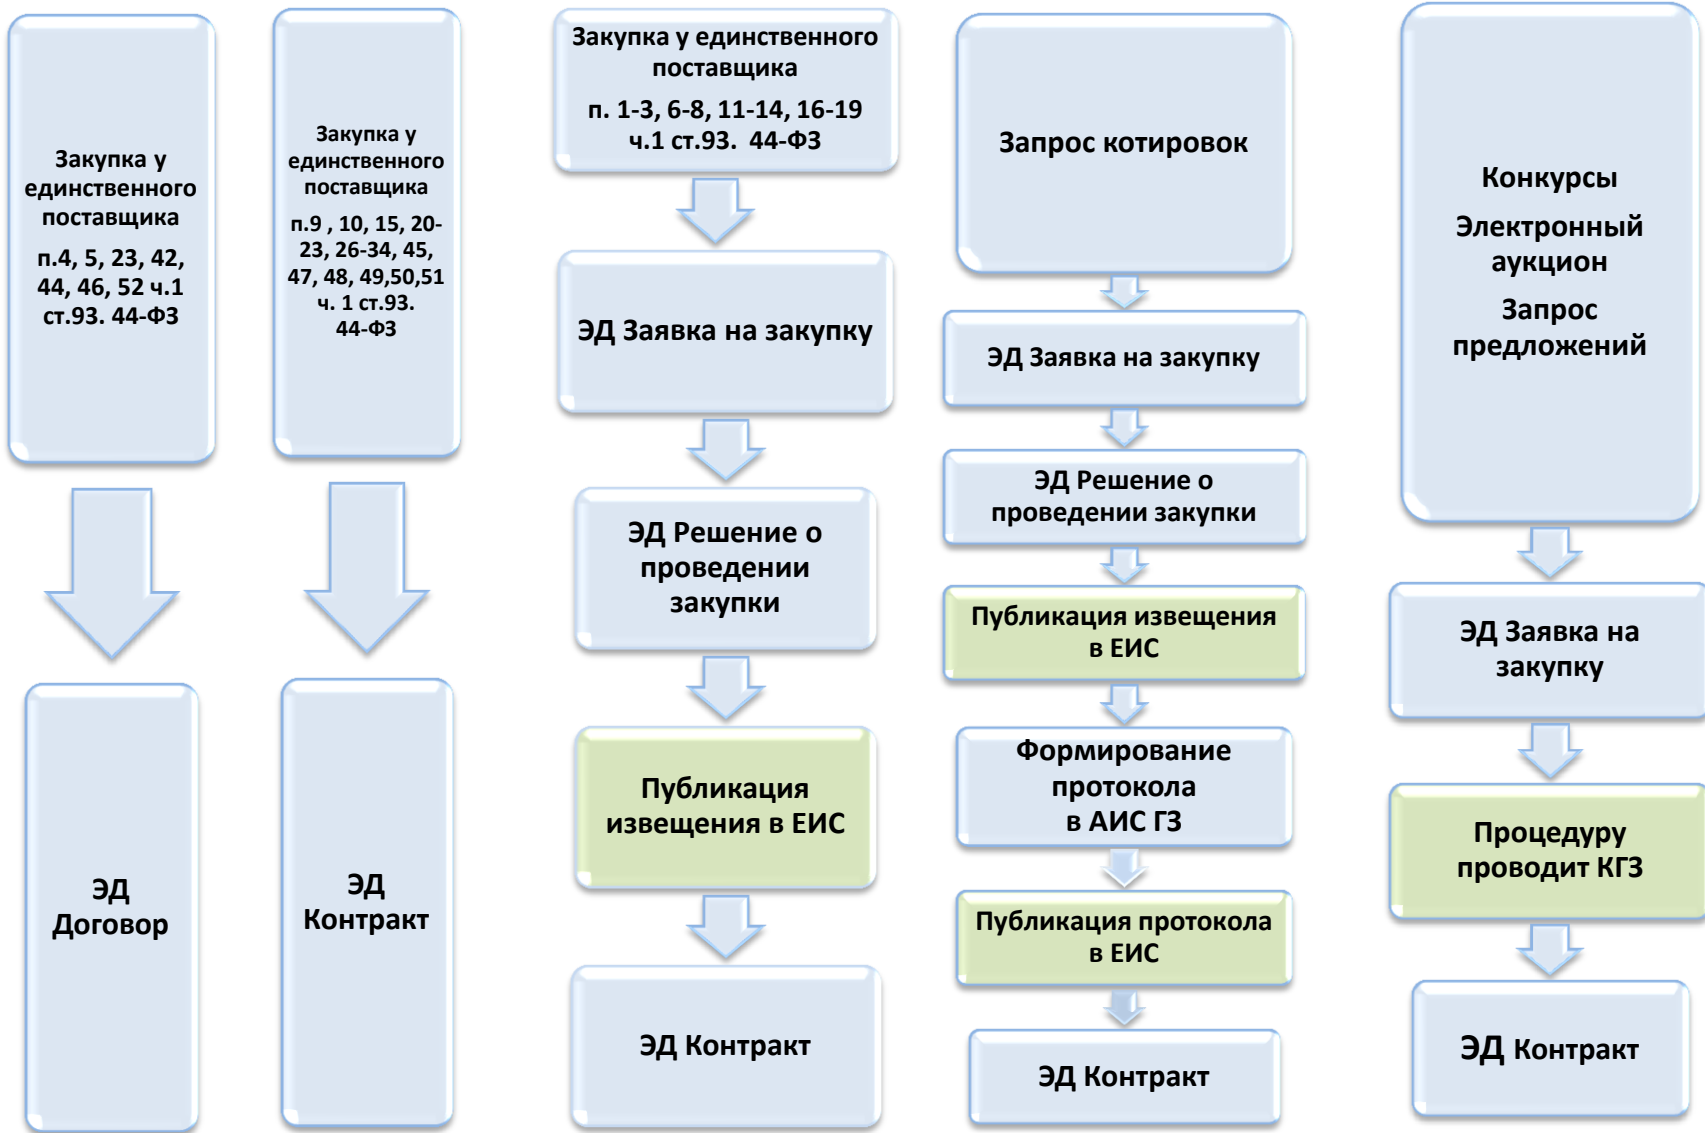 Закупка у
единственного
поставщика
п.4, 5, 23, 42,
44, 46, 52 ч.1
ст.93. 44-ФЗ
ЭД
Договор
Закупка у
единственного
поставщика
п.9 , 10, 15, 20-
23, 26-34, 45,
47, 48, 49,50,51
ч. 1 ст.93.
44-ФЗ
ЭД
Контракт
Закупка у единственного
поставщика
п. 1-3, 6-8, 11-14, 16-19
ч.1 ст.93. 44-ФЗ
ЭД Заявка на закупку
ЭД Решение о
проведении
закупки
Публикация
извещения в ЕИС
ЭД Контракт
Запрос котировок
ЭД Заявка на закупку
ЭД Решение о
проведении закупки
Публикация извещения
в ЕИС
Формирование
протокола
в АИС ГЗ
Публикация протокола
в ЕИС
ЭД Контракт
Конкурсы
Электронный
аукцион
Запрос
предложений
ЭД Заявка на
закупку
Процедуру
проводит КГЗ
ЭД Контракт